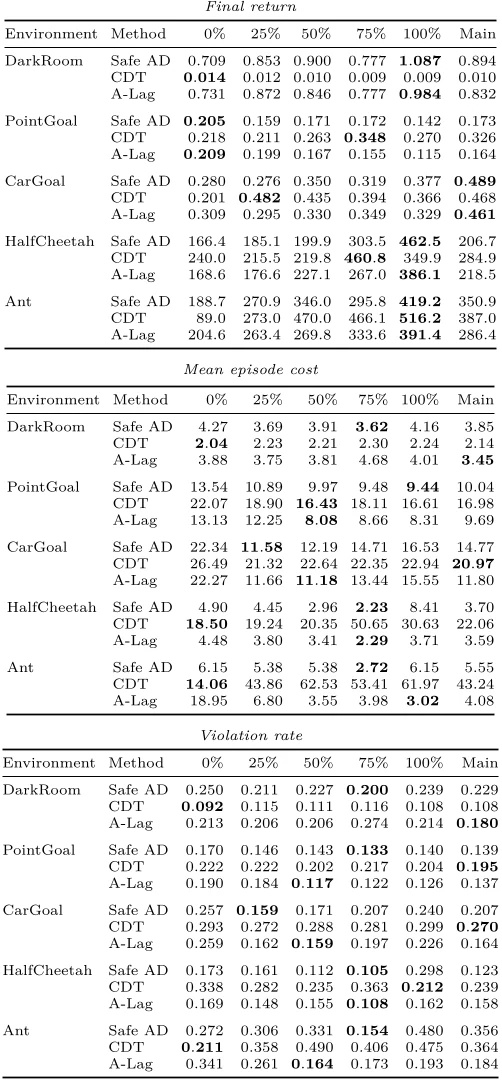 Final return
Environment Method 0% 25% 50% 75% 100% Main
DarkRoom Safe AD 0.709 0.853 0.900 0.777 1.087 0.894
CDT 0.014 0.012 0.010 0.009 0.009 0.010
A-Lag 0.731 0.872 0.846 0.777 0.984 0.832
PointGoal Safe AD 0.205 0.159 0.171 0.172 0.142 0.173
CDT 0.218 0.211 0.263 0.348 0.270 0.326
A-Lag 0.209 0.199 0.167 0.155 0.115 0.164
CarGoal Safe AD 0.280 0.276 0.350 0.319 0.377 0.489
CDT 0.201 0.482 0.435 0.394 0.366 0.468
A-Lag 0.309 0.295 0.330 0.349 0.329 0.461
HalfCheetah Safe AD 166.4 185.1 199.9 303.5 462.5 206.7
CDT 240.0 215.5 219.8 460.8 349.9 284.9
A-Lag 168.6 176.6 227.1 267.0 386.1 218.5
Ant Safe AD 188.7 270.9 346.0 295.8 419.2 350.9
CDT 89.0 273.0 470.0 466.1 516.2 387.0
A-Lag 204.6 263.4 269.8 333.6 391.4 286.4
Mean episode cost
Environment Method 0% 25% 50% 75% 100% Main
DarkRoom Safe AD 4.27 3.69 3.91 3.62 4.16 3.85
CDT 2.04 2.23 2.21 2.30 2.24 2.14
A-Lag 3.88 3.75 3.81 4.68 4.01 3.45
PointGoal Safe AD 13.54 10.89 9.97 9.48 9.44 10.04
CDT 22.07 18.90 16.43 18.11 16.61 16.98
A-Lag 13.13 12.25 8.08 8.66 8.31 9.69
CarGoal Safe AD 22.34 11.58 12.19 14.71 16.53 14.77
CDT 26.49 21.32 22.64 22.35 22.94 20.97
A-Lag 22.27 11.66 11.18 13.44 15.55 11.80
HalfCheetah Safe AD 4.90 4.45 2.96 2.23 8.41 3.70
CDT 18.50 19.24 20.35 50.65 30.63 22.06
A-Lag 4.48 3.80 3.41 2.29 3.71 3.59
Ant Safe AD 6.15 5.38 5.38 2.72 6.15 5.55
CDT 14.06 43.86 62.53 53.41 61.97 43.24
A-Lag 18.95 6.80 3.55 3.98 3.02 4.08
Violation rate
Environment Method 0% 25% 50% 75% 100% Main
DarkRoom Safe AD 0.250 0.211 0.227 0.200 0.239 0.229
CDT 0.092 0.115 0.111 0.116 0.108 0.108
A-Lag 0.213 0.206 0.206 0.274 0.214 0.180
PointGoal Safe AD 0.170 0.146 0.143 0.133 0.140 0.139
CDT 0.222 0.222 0.202 0.217 0.204 0.195
A-Lag 0.190 0.184 0.117 0.122 0.126 0.137
CarGoal Safe AD 0.257 0.159 0.171 0.207 0.240 0.207
CDT 0.293 0.272 0.288 0.281 0.299 0.270
A-Lag 0.259 0.162 0.159 0.197 0.226 0.164
HalfCheetah Safe AD 0.173 0.161 0.112 0.105 0.298 0.123
CDT 0.338 0.282 0.235 0.363 0.212 0.239
A-Lag 0.169 0.148 0.155 0.108 0.162 0.158
Ant Safe AD 0.272 0.306 0.331 0.154 0.480 0.356
CDT 0.211 0.358 0.490 0.406 0.475 0.364
A-Lag 0.341 0.261 0.164 0.173 0.193 0.184